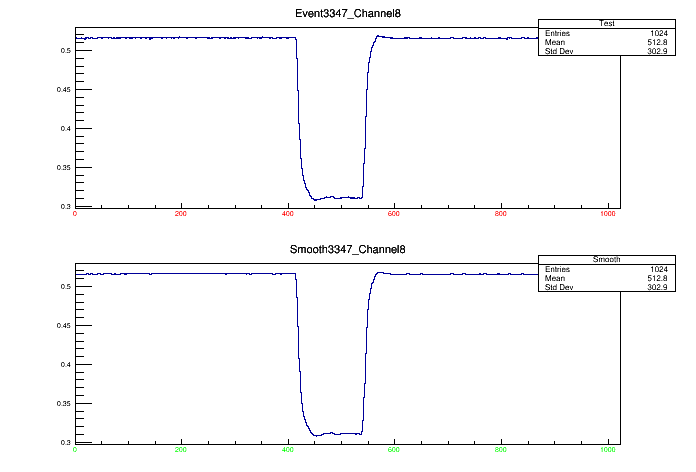 Event3347_Channel8
Test
Entries 1024
Mean 512.8
Std Dev 302.9
0.5
0.45
0.4
0.35
0.3
0 200 400 600 800 1000
Smooth3347_Channel8
Smooth
Entries 1024
Mean 512.8
Std Dev 302.9
0.5
0.45
0.4
0.35
0.3
0 200 400 600 800 1000